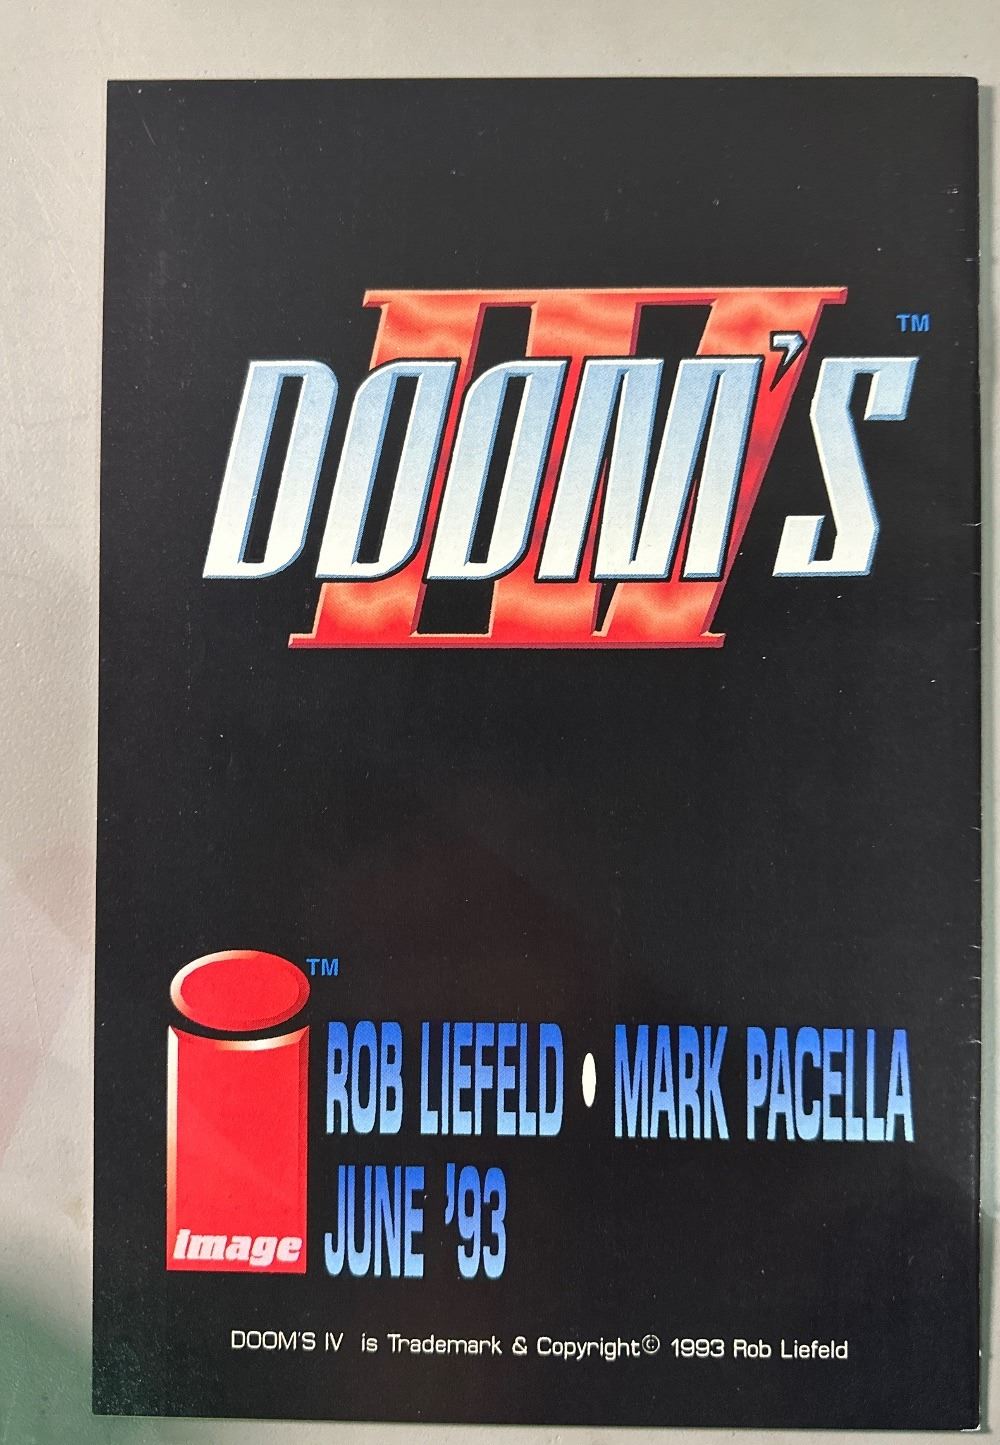 IV
DOOM'S TM
TM
ROB LIEFELD • MARK PACELLA
JUNE '93
image
DOOM'S IV is Trademark & Copyright© 1993 Rob Liefeld